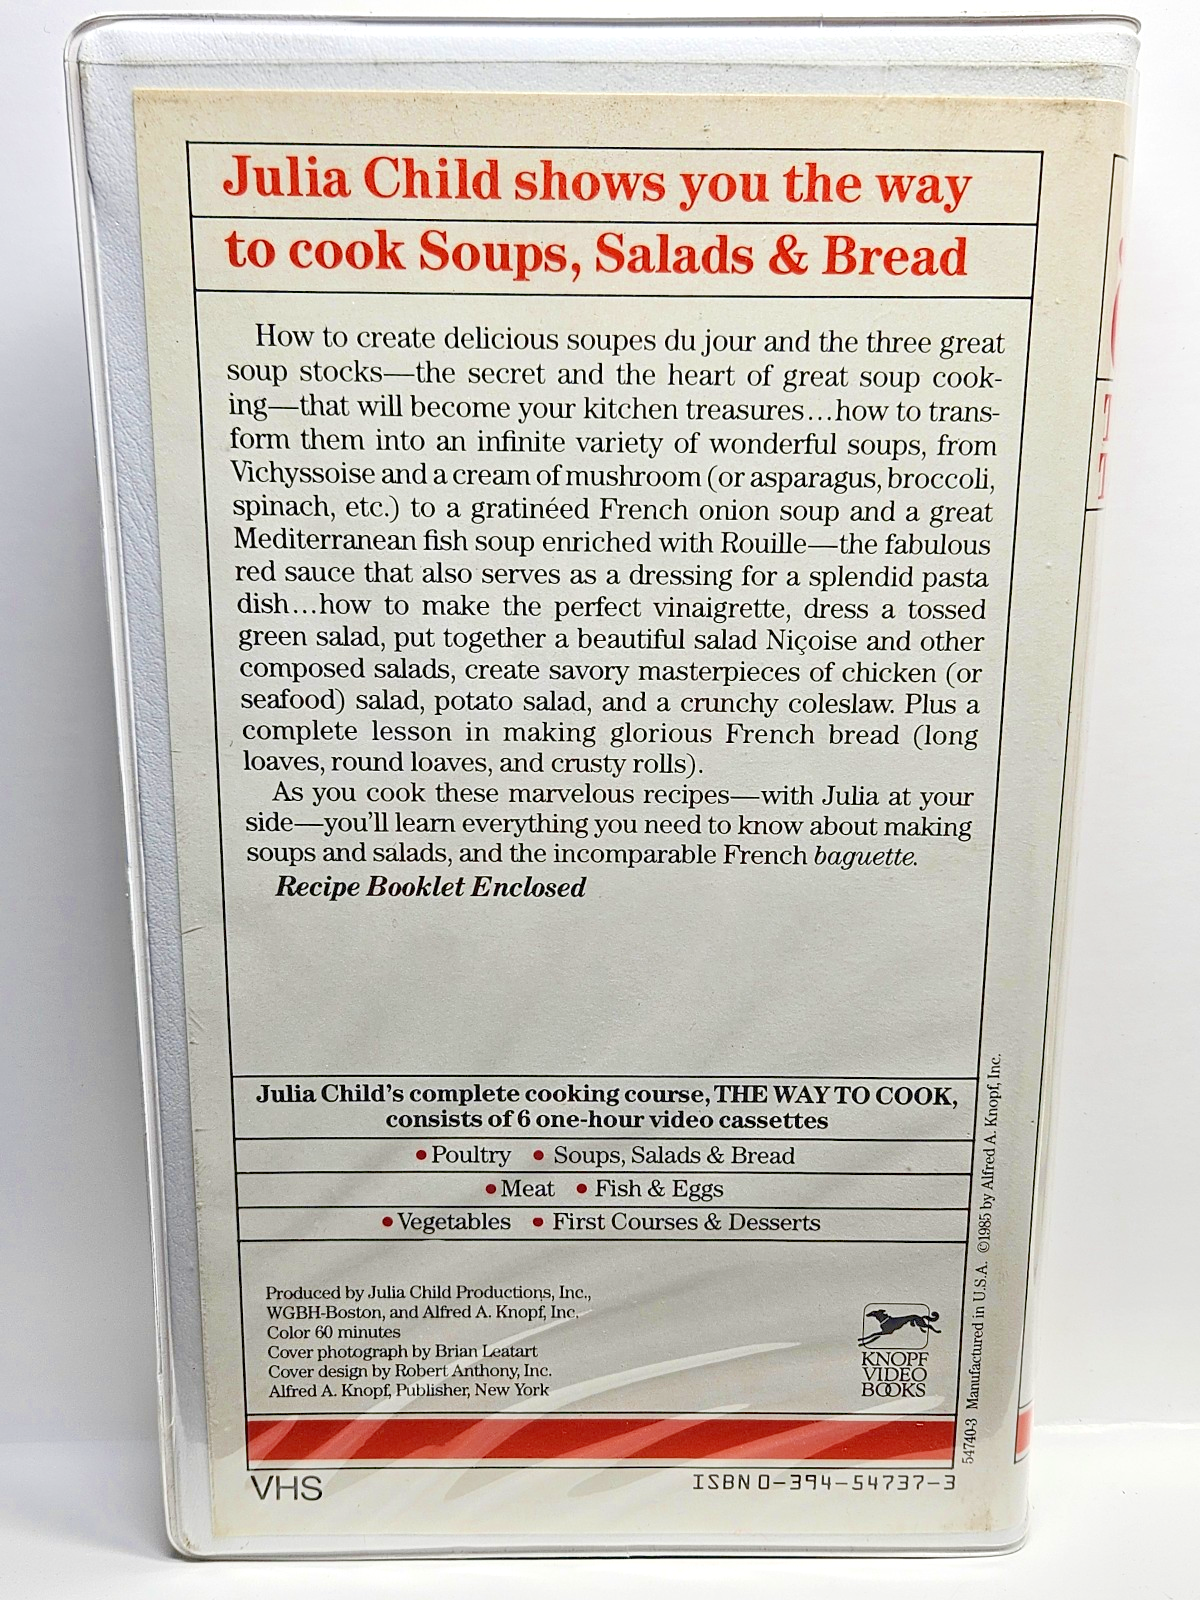 Julia Child shows you the way
to cook Soups, Salads & Bread
How to create delicious soupes du jour and the three great
soup stocks—the secret and the heart of great soup cook-
ing—that will become your kitchen treasures...how to trans-
form them into an infinite variety of wonderful soups, from
Vichyssoise and a cream of mushroom (or asparagus, broccoli,
spinach, etc.) to a gratinéed French onion soup and a great
Mediterranean fish soup enriched with Rouille—the fabulous
red sauce that also serves as a dressing for a splendid pasta
dish...how to make the perfect vinaigrette, dress a tossed
green salad, put together a beautiful salad Niçoise and other
composed salads, create savory masterpieces of chicken (or
seafood) salad, potato salad, and a crunchy coleslaw. Plus a
complete lesson in making glorious French bread (long
loaves, round loaves, and crusty rolls).
As you cook these marvelous recipes—with Julia at your
side—you'll learn everything you need to know about making
soups and salads, and the incomparable French baguette.
Recipe Booklet Enclosed
Julia Child's complete cooking course, THE WAY TO COOK,
consists of 6 one-hour video cassettes
• Poultry • Soups, Salads & Bread
• Meat • Fish & Eggs
• Vegetables • First Courses & Desserts
Produced by Julia Child Productions, Inc.,
WGBH-Boston, and Alfred A. Knopf, Inc.
Color 60 minutes
Cover photograph by Brian Leatart
Cover design by Robert Anthony, Inc.
Alfred A. Knopf, Publisher, New York
KNOPF
VIDEO
BOOKS
54740-3 Manufactured in U.S.A. ©1985 by Alfred A. Knopf, Inc.
VHS
ISBN 0-394-54737-3